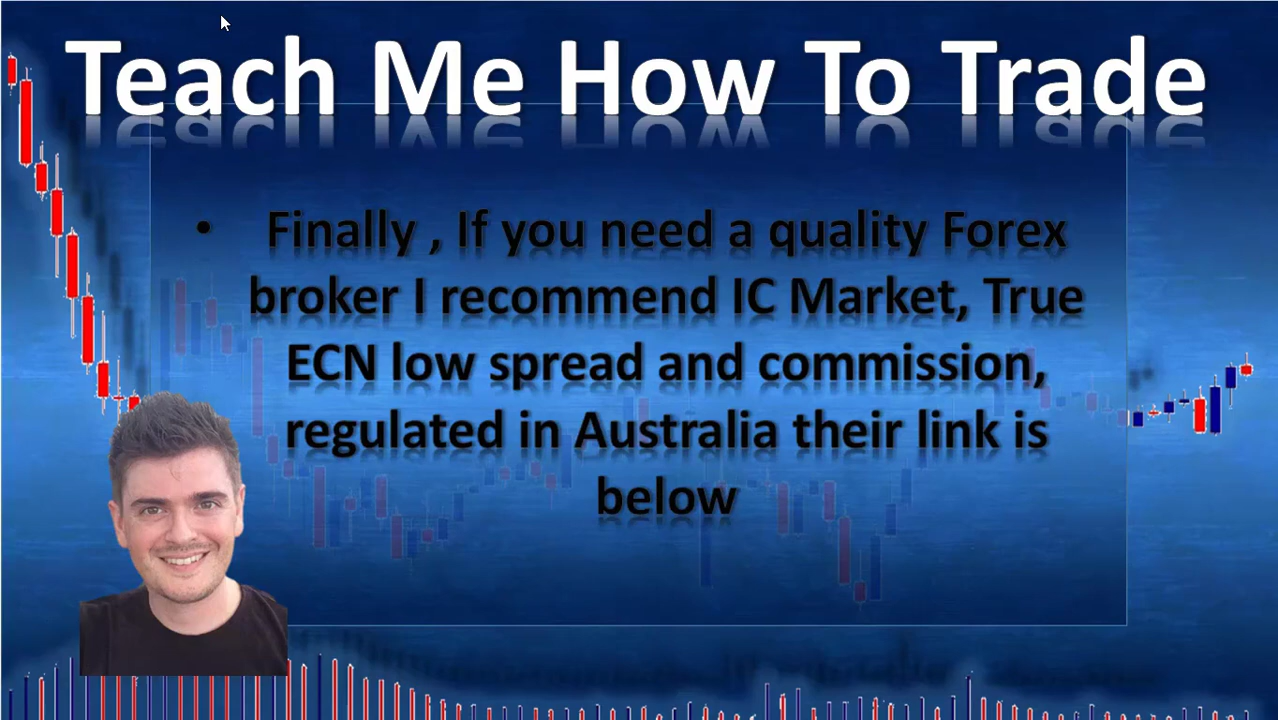 Teach Me How To Trade
• Finally , If you need a quality Forex
broker I recommend IC Market, True
ECN low spread and commission,
regulated in Australia their link is
below